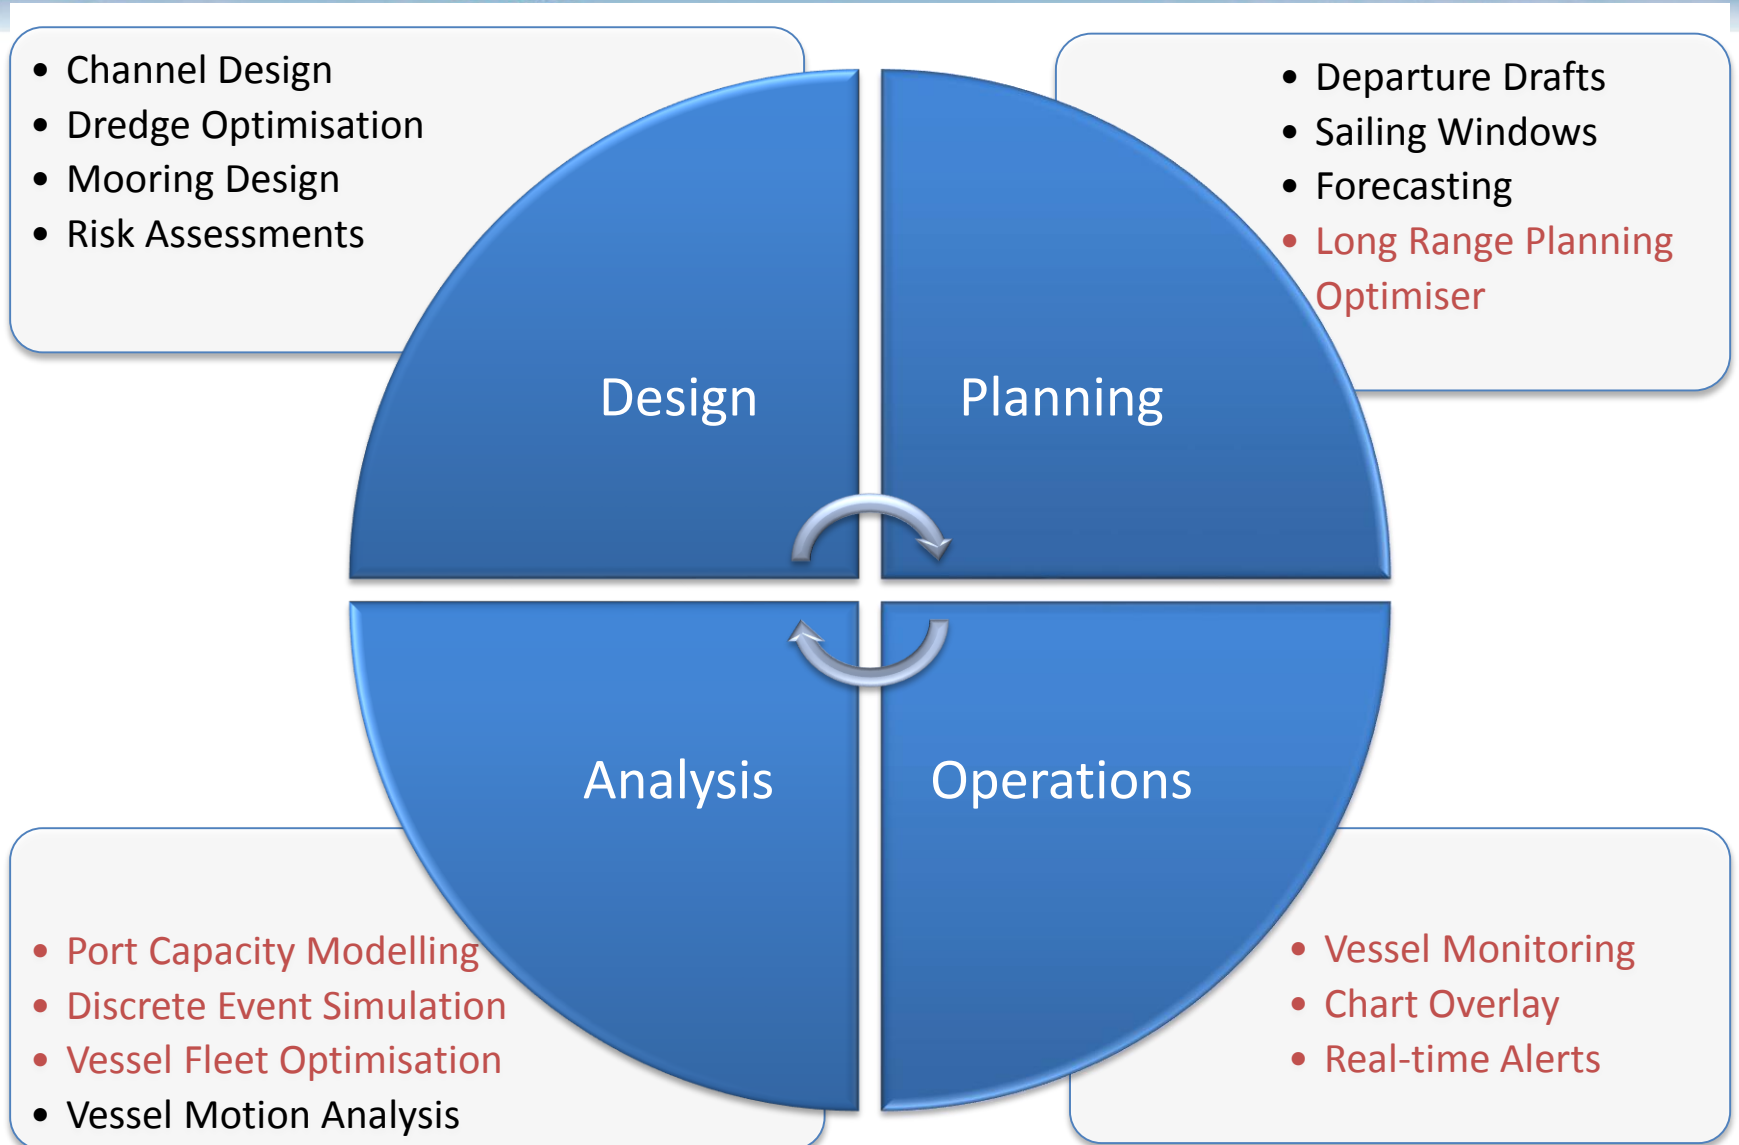 • Channel Design
• Dredge Optimisation
• Mooring Design
• Risk Assessments
• Departure Drafts
• Sailing Windows
• Forecasting
• Long Range Planning
Optimiser
Design
Planning
Analysis
Operations
• Port Capacity Modelling
• Discrete Event Simulation
• Vessel Fleet Optimisation
• Vessel Motion Analysis
• Vessel Monitoring
• Chart Overlay
• Real-time Alerts